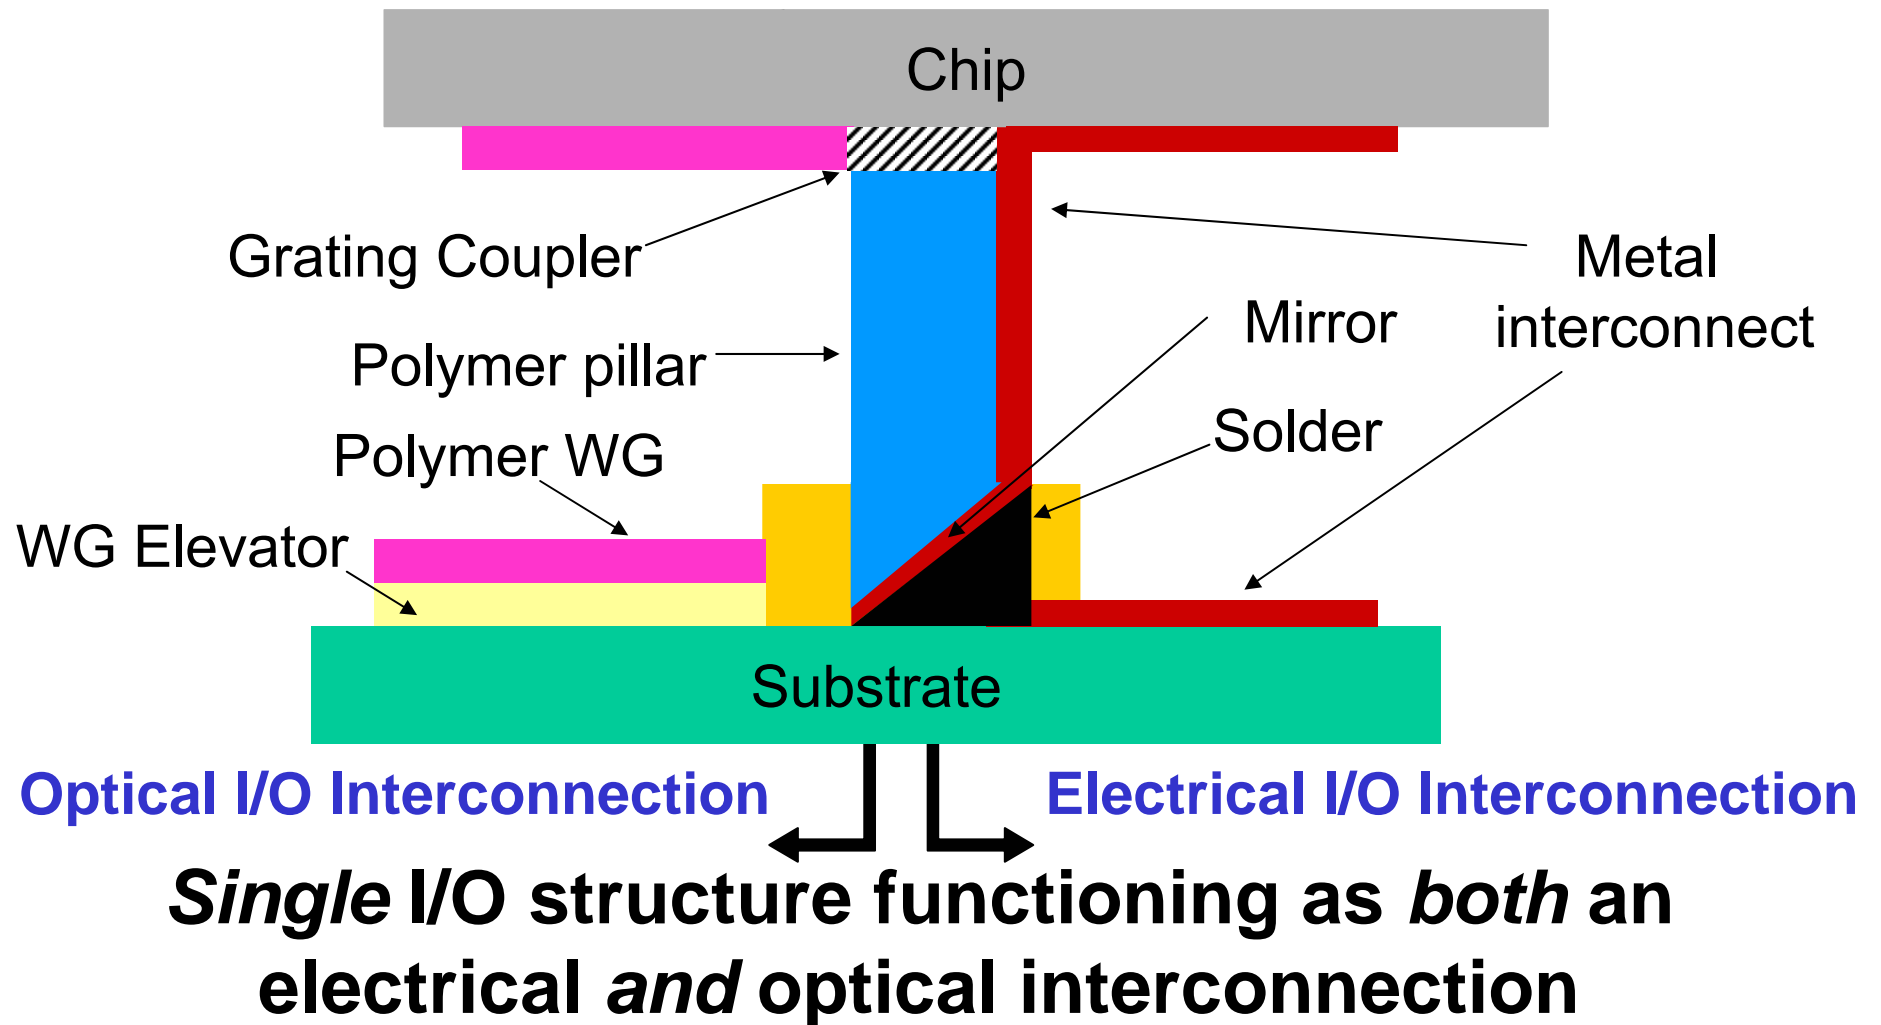 Chip
Grating Coupler
Metal
interconnect
Mirror
Polymer pillar
Solder
Polymer WG
WG Elevator
Substrate
Optical I/O Interconnection
Electrical I/O Interconnection
Single I/O structure functioning as both an
electrical and optical interconnection